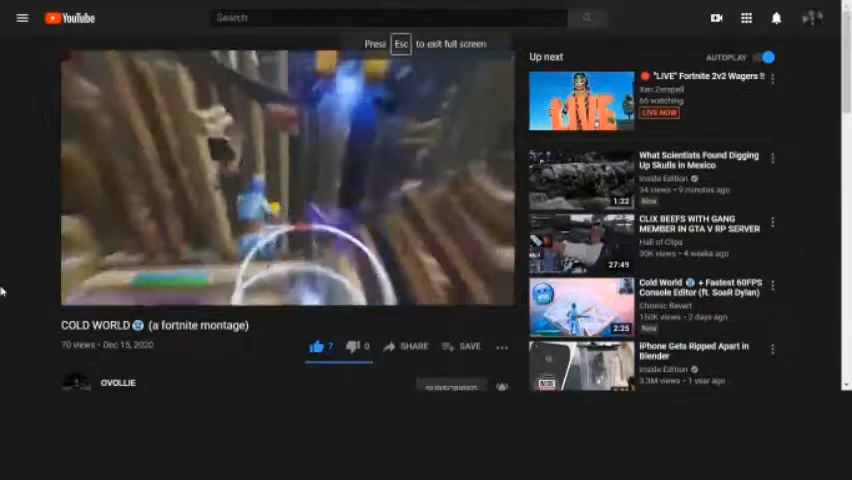 YouTube
Search
Press Esc to exit full screen
Up next
AUTOPLAY
LIVE
"LIVE" Fortnite 2v2 Wagers !!
Xen Zerspell
66 watching
LIVE NOW
What Scientists Found Digging
Up Skulls in Mexico
Inside Edition
34 views • 9 minutes ago
New
1:22
CLIX BEEFS WITH GANG
MEMBER IN GTA V RP SERVER
Hall of Clips
30K views • 4 weeks ago
27:49
Cold World 🥶 + Fastest 60FPS
Console Editor (ft. SoaR Dylan)
Chronic Revert
150K views • 2 days ago
New
2:25
iPhone Gets Ripped Apart in
Blender
Inside Edition
3.3M views • 1 year ago
COLD WORLD🥶 (a fortnite montage)
70 views • Dec 15, 2020
7
0
SHARE
SAVE
OVOLLIE
SUBSCRIBED